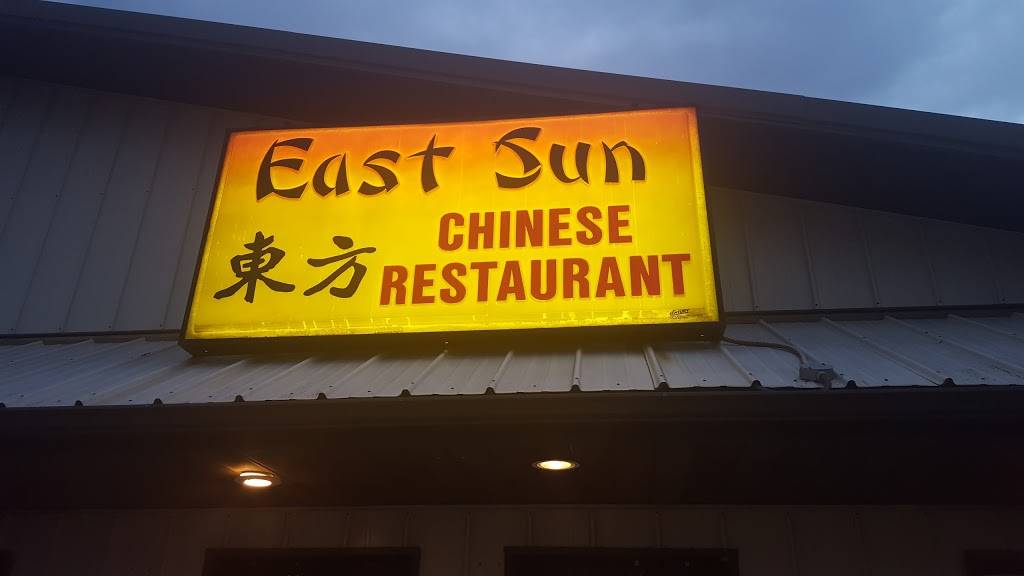 East Sun
CHINESE
東方 RESTAURANT